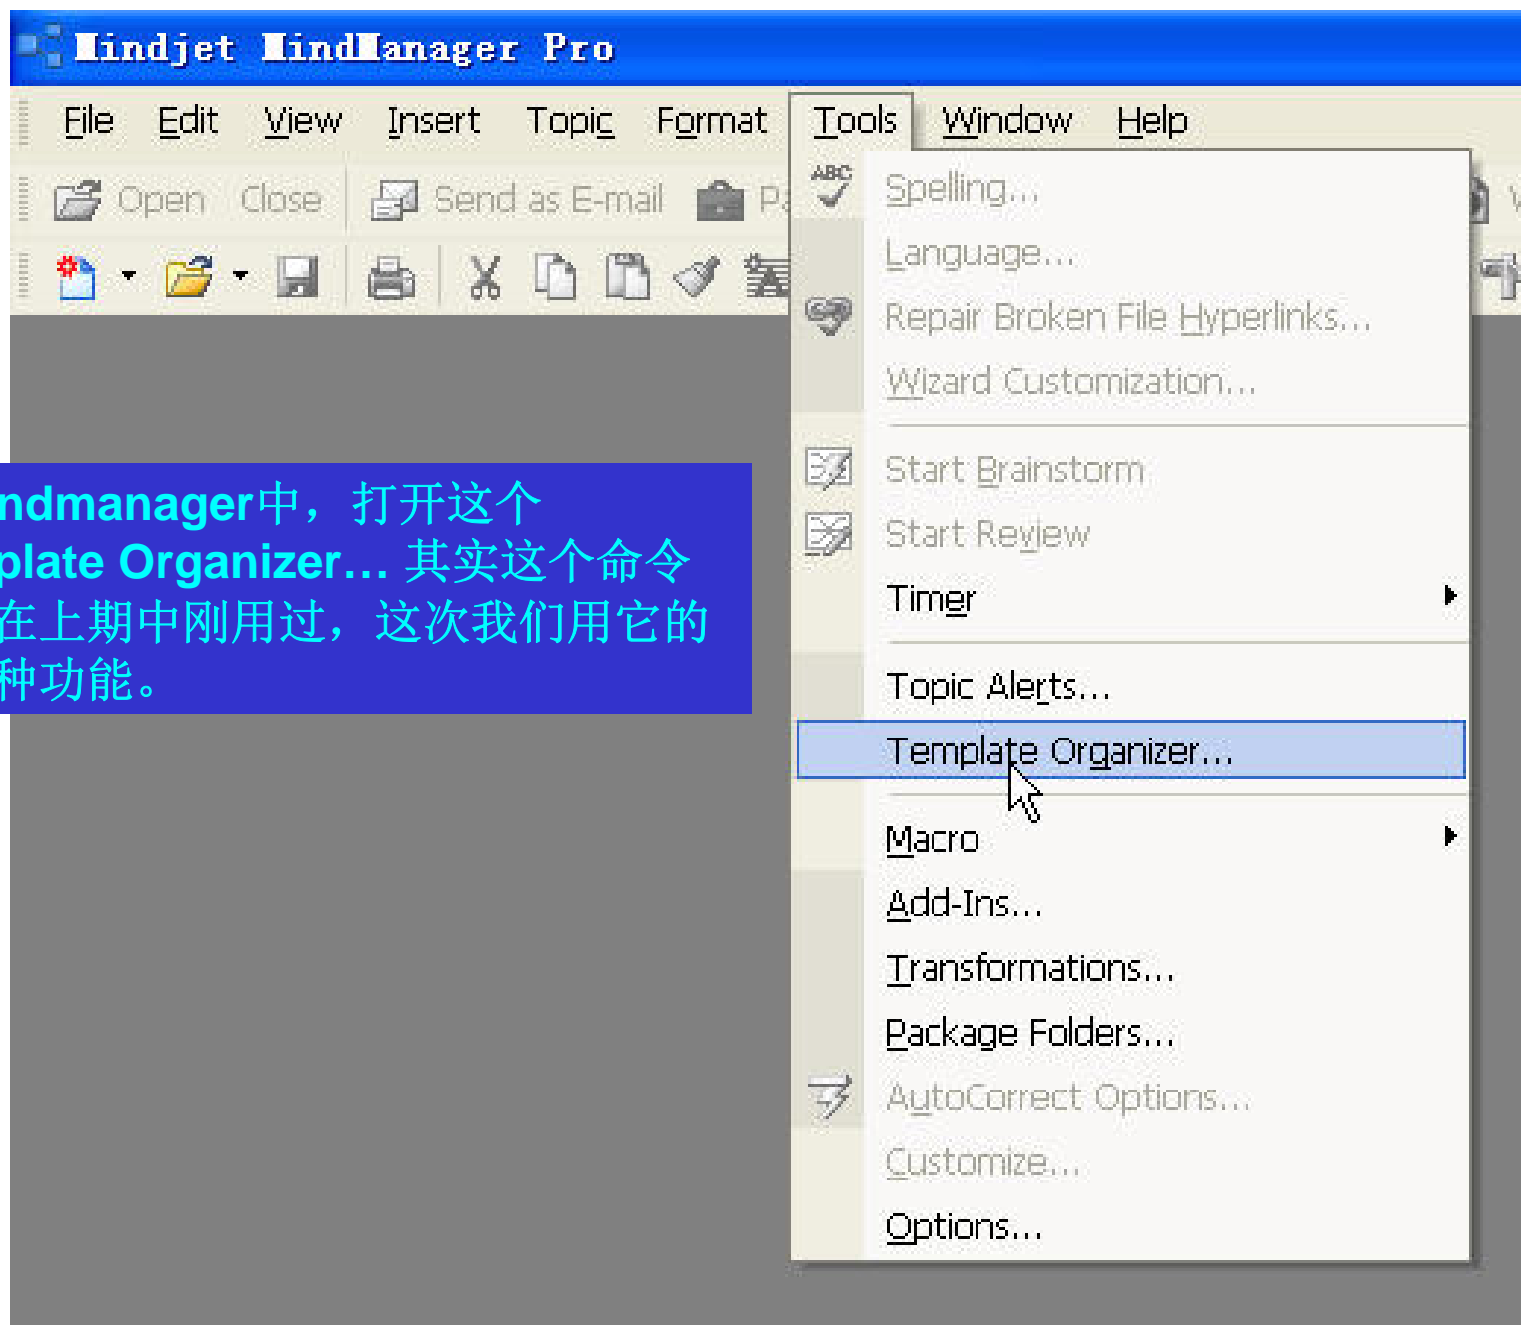 Mindjet MindManager Pro
File Edit View Insert Topic Format Tools Window Help
Open Close Send as E-mail
Spelling...
Language...
Repair Broken File Hyperlinks...
Wizard Customization...
Start Brainstorm
Start Review
Timer
Topic Alerts...
Template Organizer...
Macro
Add-Ins...
Transformations...
Package Folders...
AutoCorrect Options...
Customize...
Options...
ndmanager中，打开这个
plate Organizer… 其实这个命令
在上期中刚用过，这次我们用它的
种功能。